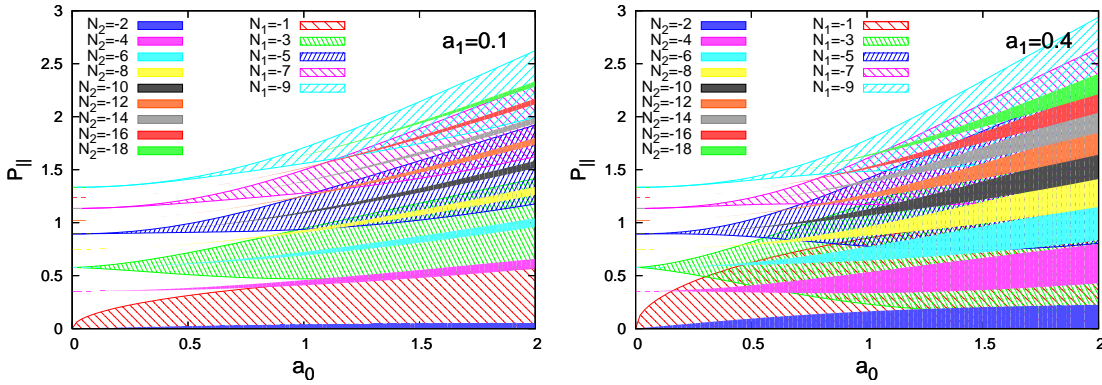 N₂=-2
N₂=-4
N₂=-6
N₂=-8
N₂=-10
N₂=-12
N₂=-14
N₂=-16
N₂=-18
N₁=-1
N₁=-3
N₁=-5
N₁=-7
N₁=-9
a₁=0.1
P||
3
2.5
2
1.5
1
0.5
0
0 0.5 1 1.5 2
a₀
N₂=-2
N₂=-4
N₂=-6
N₂=-8
N₂=-10
N₂=-12
N₂=-14
N₂=-16
N₂=-18
N₁=-1
N₁=-3
N₁=-5
N₁=-7
N₁=-9
a₁=0.4
P||
3
2.5
2
1.5
1
0.5
0
0 0.5 1 1.5 2
a₀